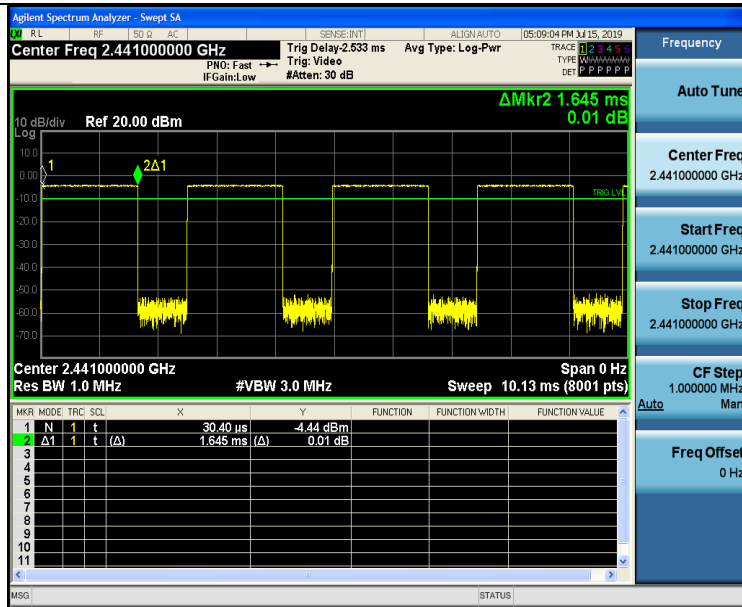 Agilent Spectrum Analyzer - Swept SA
LXI RL RF 50 Ω AC SENSE:INT ALIGN AUTO 05:09:04 PM Jul 15, 2019
Center Freq 2.441000000 GHz Trig Delay-2.533 ms Avg Type: Log-Pwr TRACE 1 2 3 4 5 6
PNO: Fast Trig: Video TYPE WWWWWW
IFGain:Low #Atten: 30 dB DET P P P P P P
Frequency
ΔMkr2 1.645 ms
10 dB/div Ref 20.00 dBm 0.01 dB
Log
10.0
0.00
-10.0
-20.0
-30.0
-40.0
-50.0
-60.0
-70.0
1
2Δ1
TRIG LVL
Center 2.441000000 GHz Span 0 Hz
Res BW 1.0 MHz #VBW 3.0 MHz Sweep 10.13 ms (8001 pts)
MKR MODE TRC SCL X Y FUNCTION FUNCTION WIDTH FUNCTION VALUE
1 N 1 t 30.40 µs -4.44 dBm
2 Δ1 1 t (Δ) 1.645 ms (Δ) 0.01 dB
3
4
5
6
7
8
9
10
11
MSG STATUS
Auto Tune
Center Freq
2.441000000 GHz
Start Freq
2.441000000 GHz
Stop Freq
2.441000000 GHz
CF Step
1.000000 MHz
Auto Man
Freq Offset
0 Hz